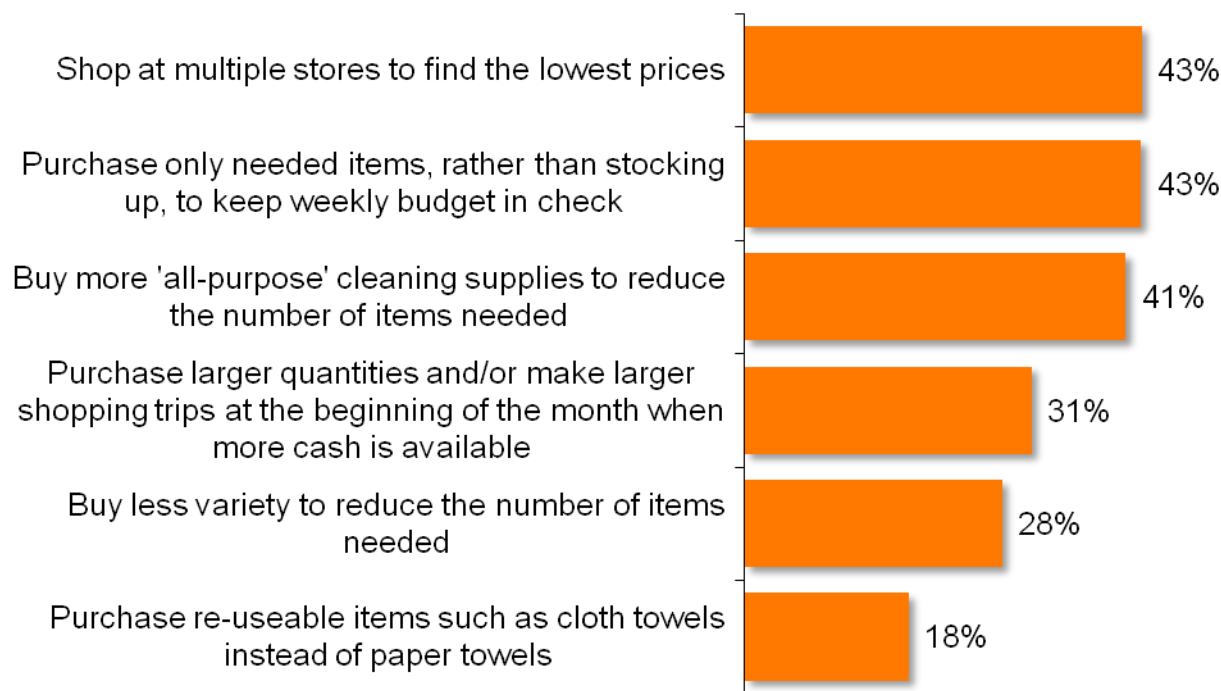 Shop at multiple stores to find the lowest prices
43%
Purchase only needed items, rather than stocking
up, to keep weekly budget in check
43%
Buy more 'all-purpose' cleaning supplies to reduce
the number of items needed
41%
Purchase larger quantities and/or make larger
shopping trips at the beginning of the month when
more cash is available
31%
Buy less variety to reduce the number of items
needed
28%
Purchase re-useable items such as cloth towels
instead of paper towels
18%